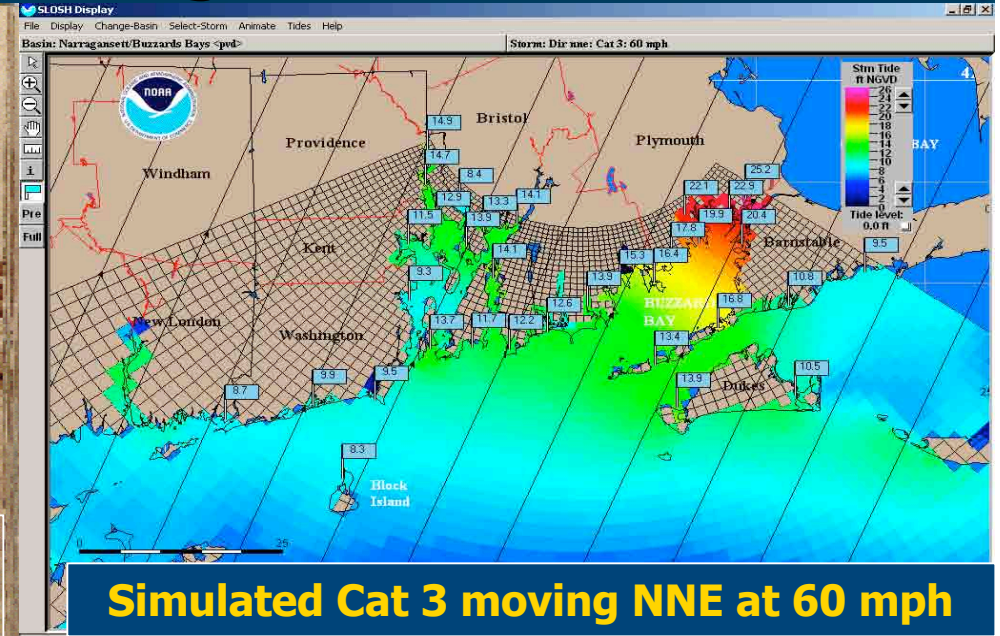 SLOSH Display
File Display Change-Basin Select-Storm Animate Tides Help
Basin: Narragansett/Buzzards Bays <pvd>
Storm: Dir nne: Cat 3: 60 mph
NOAA
Strm Tide
ft NGVD
26
24
22
20
18
16
14
12
10
8
6
4
2
0
Tide level:
0.0 ft
4
BAY
14.9
Bristol
Providence
Plymouth
14.7
Windham
8.4
25.2
22.1
22.9
12.9
13.3
14.1
11.5
13.9
19.9
20.4
i
Pre
Full
17.8
Kent
14.1
Barnstable
9.5
15.3
16.4
9.3
13.9
10.8
12.6
BUZZARD
BAY
16.8
New London
13.7
11.7
12.2
Washington
13.4
9.9
9.5
13.9
Dukes
10.5
8.7
8.3
Block
Island
0
25
Simulated Cat 3 moving NNE at 60 mph